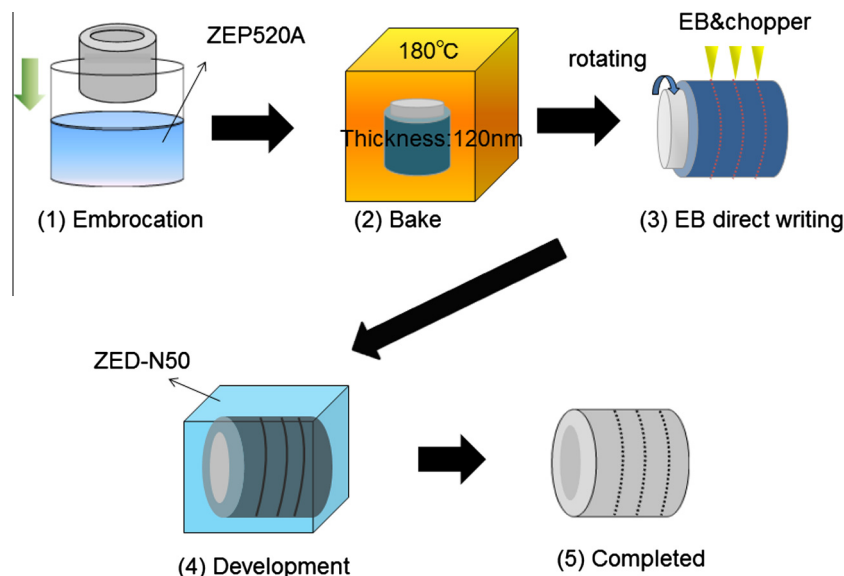 ZEP520A
180℃
EB&chopper
rotating
Thickness:120nm
(1) Embrocation
(2) Bake
(3) EB direct writing
ZED-N50
(4) Development
(5) Completed